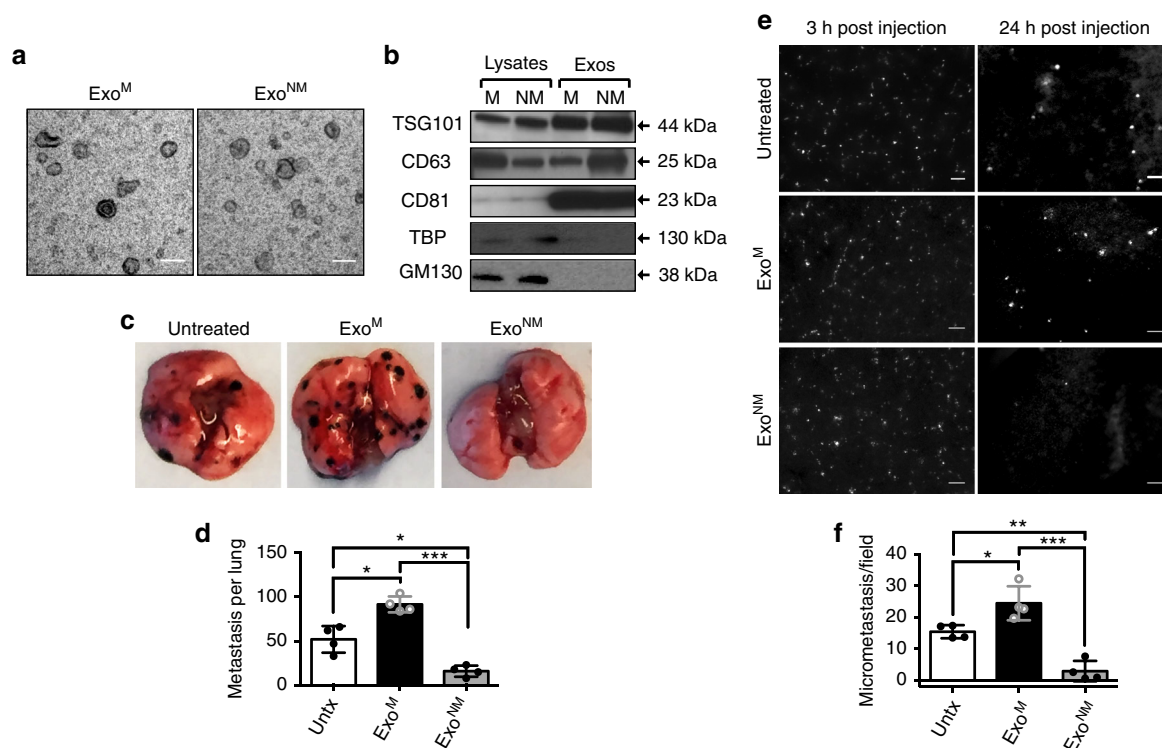 a
Exo^M Exo^NM
b
Lysates Exos
M NM M NM
TSG101 44 kDa
CD63 25 kDa
CD81 23 kDa
TBP 130 kDa
GM130 38 kDa
c
Untreated Exo^M Exo^NM
d
Metastasis per lung
150
100
50
0
* * ***
Untx Exo^M Exo^NM
e
3 h post injection 24 h post injection
Untreated
Exo^M
Exo^NM
f
Micrometastasis/field
40
30
20
10
0
** * ***
Untx Exo^M Exo^NM